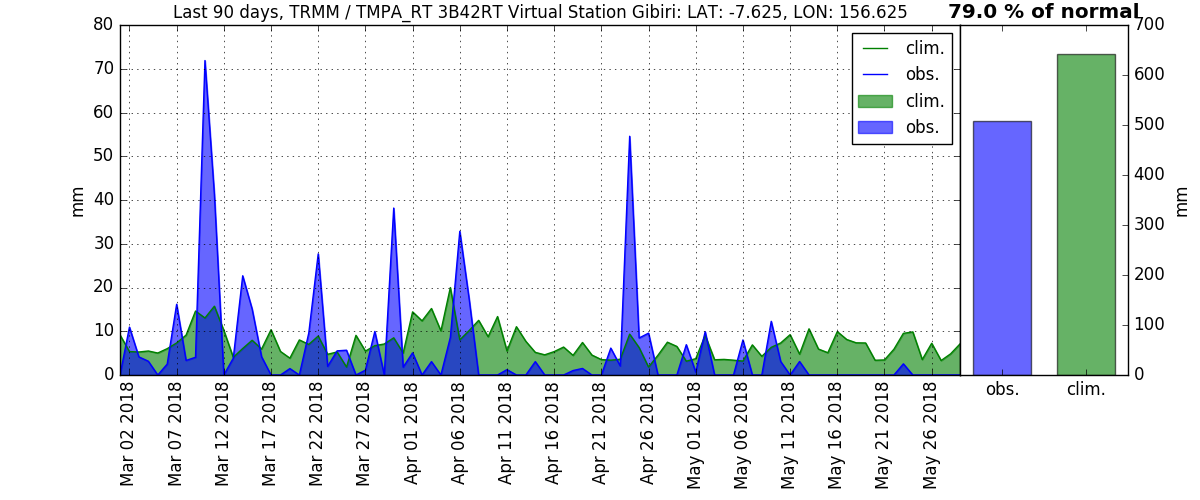 Last 90 days, TRMM / TMPA_RT 3B42RT Virtual Station Gibiri: LAT: -7.625, LON: 156.625
79.0 % of normal
80
70
60
50
40
30
20
10
0
mm
clim.
obs.
clim.
obs.
Mar 02 2018
Mar 07 2018
Mar 12 2018
Mar 17 2018
Mar 22 2018
Mar 27 2018
Apr 01 2018
Apr 06 2018
Apr 11 2018
Apr 16 2018
Apr 21 2018
Apr 26 2018
May 01 2018
May 06 2018
May 11 2018
May 16 2018
May 21 2018
May 26 2018
700
600
500
400
300
200
100
0
mm
obs.
clim.